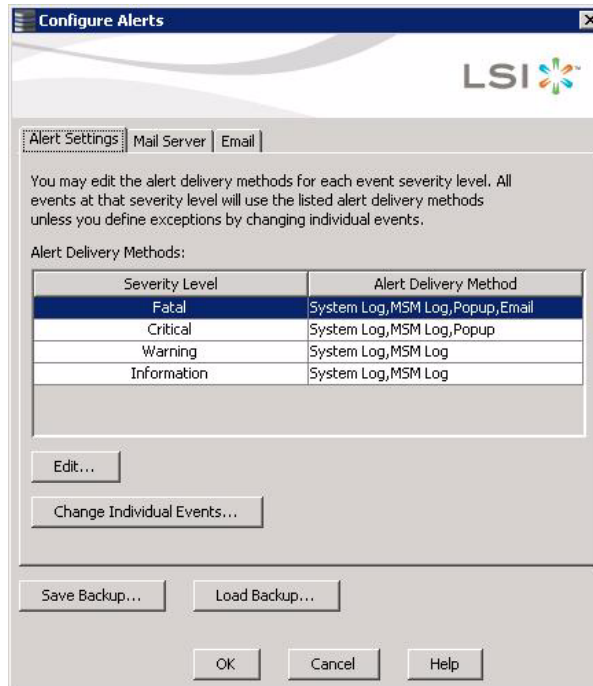 Configure Alerts
LSI
Alert Settings Mail Server Email
You may edit the alert delivery methods for each event severity level. All
events at that severity level will use the listed alert delivery methods
unless you define exceptions by changing individual events.
Alert Delivery Methods:
Severity Level Alert Delivery Method
Fatal System Log,MSM Log,Popup,Email
Critical System Log,MSM Log,Popup
Warning System Log,MSM Log
Information System Log,MSM Log
Edit...
Change Individual Events...
Save Backup... Load Backup...
OK Cancel Help